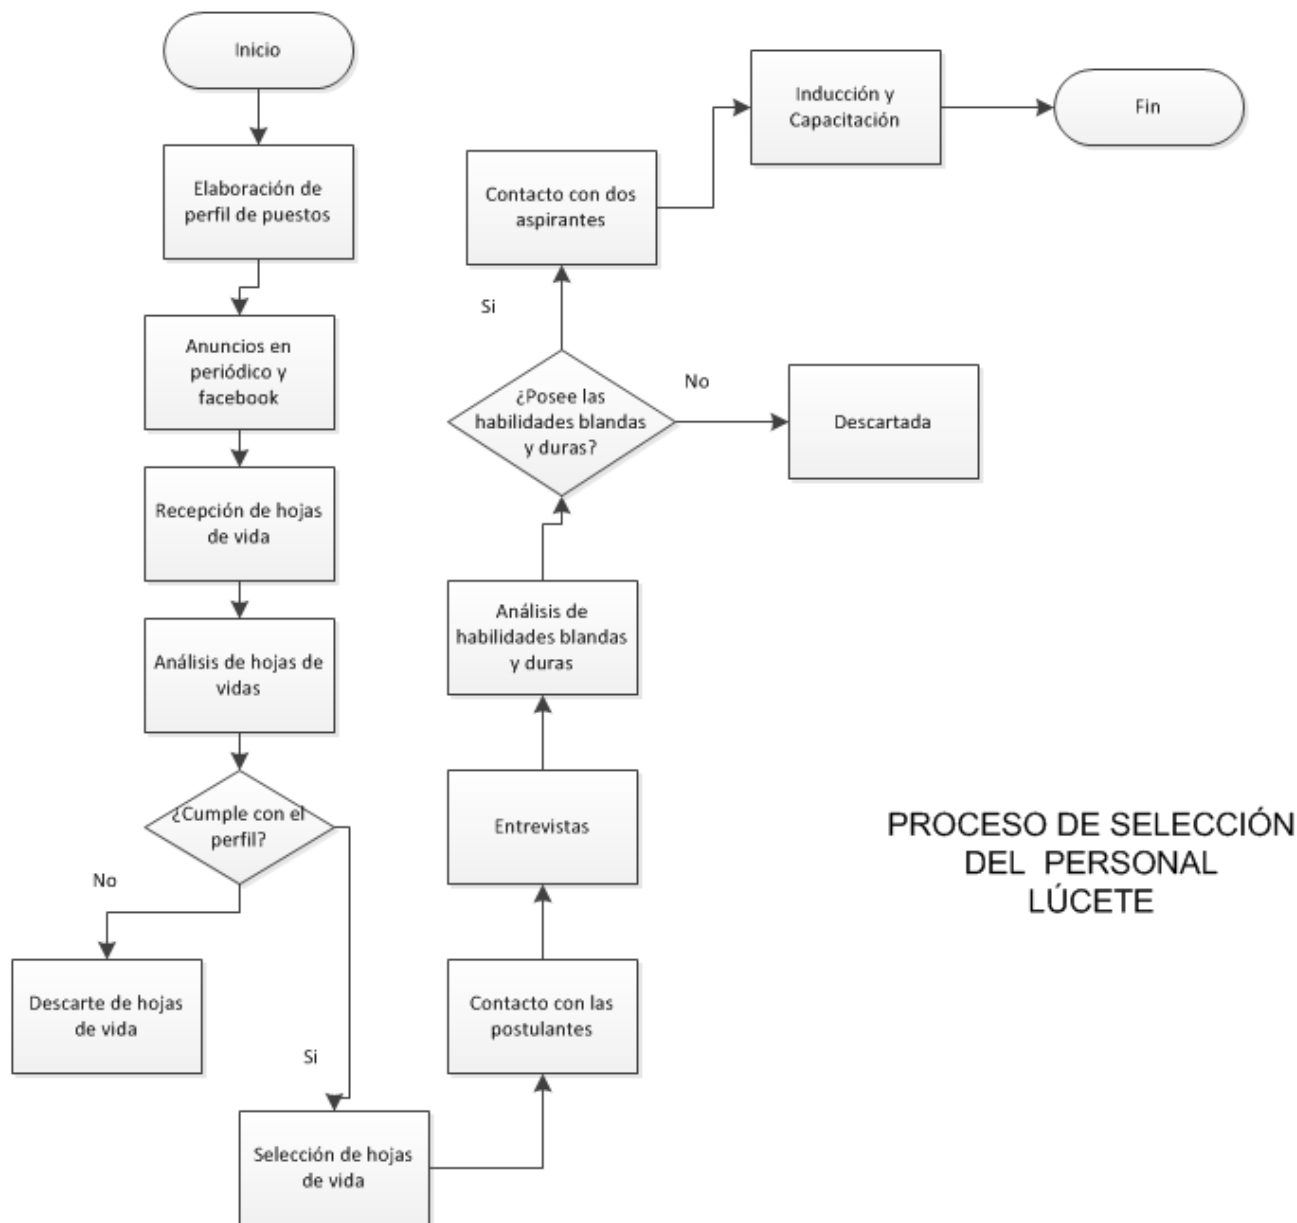 Inicio
Elaboración de
perfil de puestos
Anuncios en
periódico y
facebook
Recepción de hojas
de vida
Análisis de hojas de
vidas
¿Cumple con el
perfil?
No
Descarte de hojas
de vida
Si
Selección de hojas
de vida
Contacto con las
postulantes
Entrevistas
Análisis de
habilidades blandas
y duras
¿Posee las
habilidades blandas
y duras?
No
Descartada
Si
Contacto con dos
aspirantes
Inducción y
Capacitación
Fin
PROCESO DE SELECCIÓN
DEL PERSONAL
LÚCETE